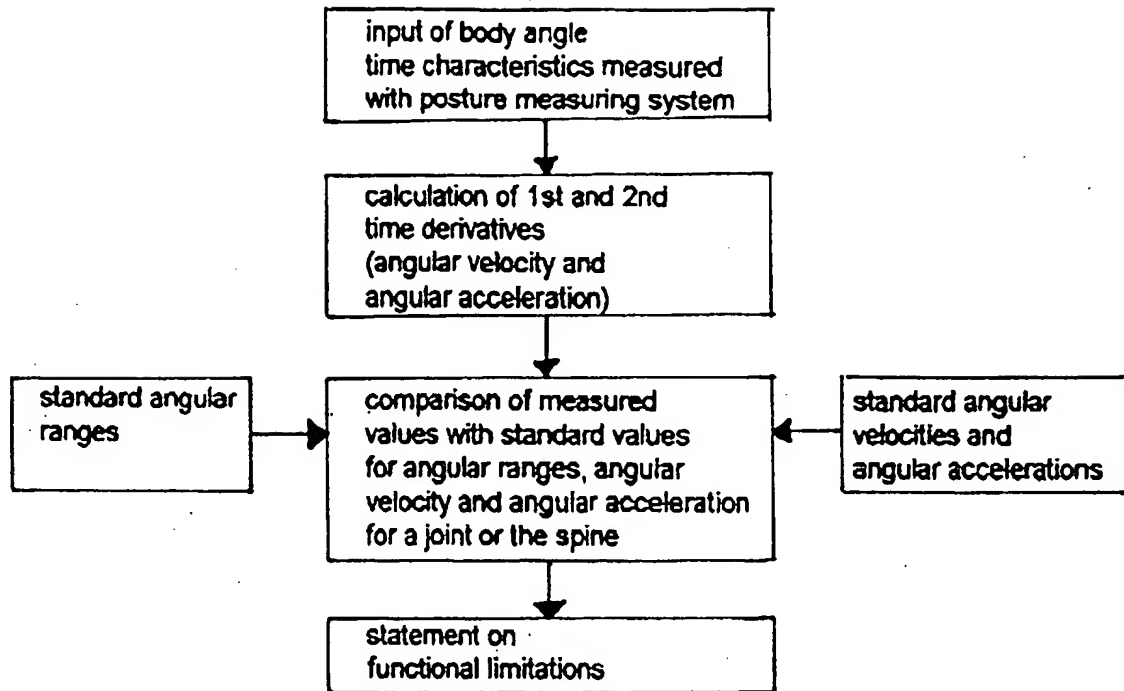 input of body angle
time characteristics measured
with posture measuring system
calculation of 1st and 2nd
time derivatives
(angular velocity and
angular acceleration)
standard angular
ranges
comparison of measured
values with standard values
for angular ranges, angular
velocity and angular acceleration
for a joint or the spine
standard angular
velocities and
angular accelerations
statement on
functional limitations